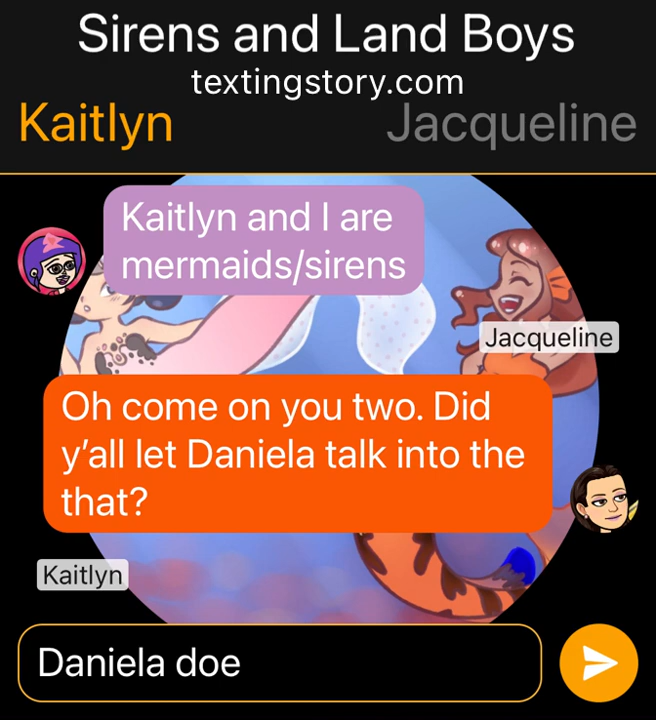 Sirens and Land Boys
textingstory.com
Kaitlyn
Jacqueline
Kaitlyn and I are
mermaids/sirens
Jacqueline
Oh come on you two. Did
y’all let Daniela talk into the
that?
Kaitlyn
Daniela doe